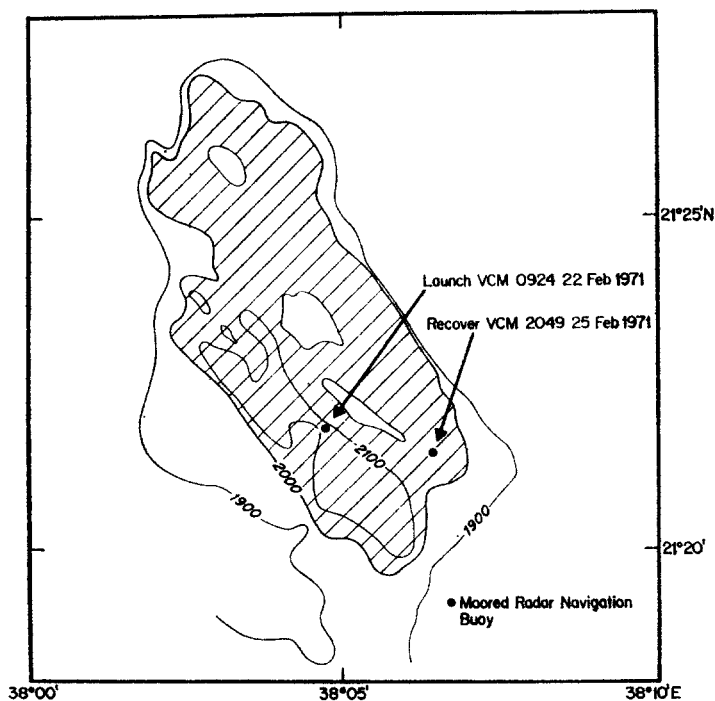 21°25'N
Launch VCM 0924 22 Feb 1971
Recover VCM 2049 25 Feb 1971
2100
2000
1900
1900
21°20'
Moored Radar Navigation
Buoy
38°00'
38°05'
38°10'E